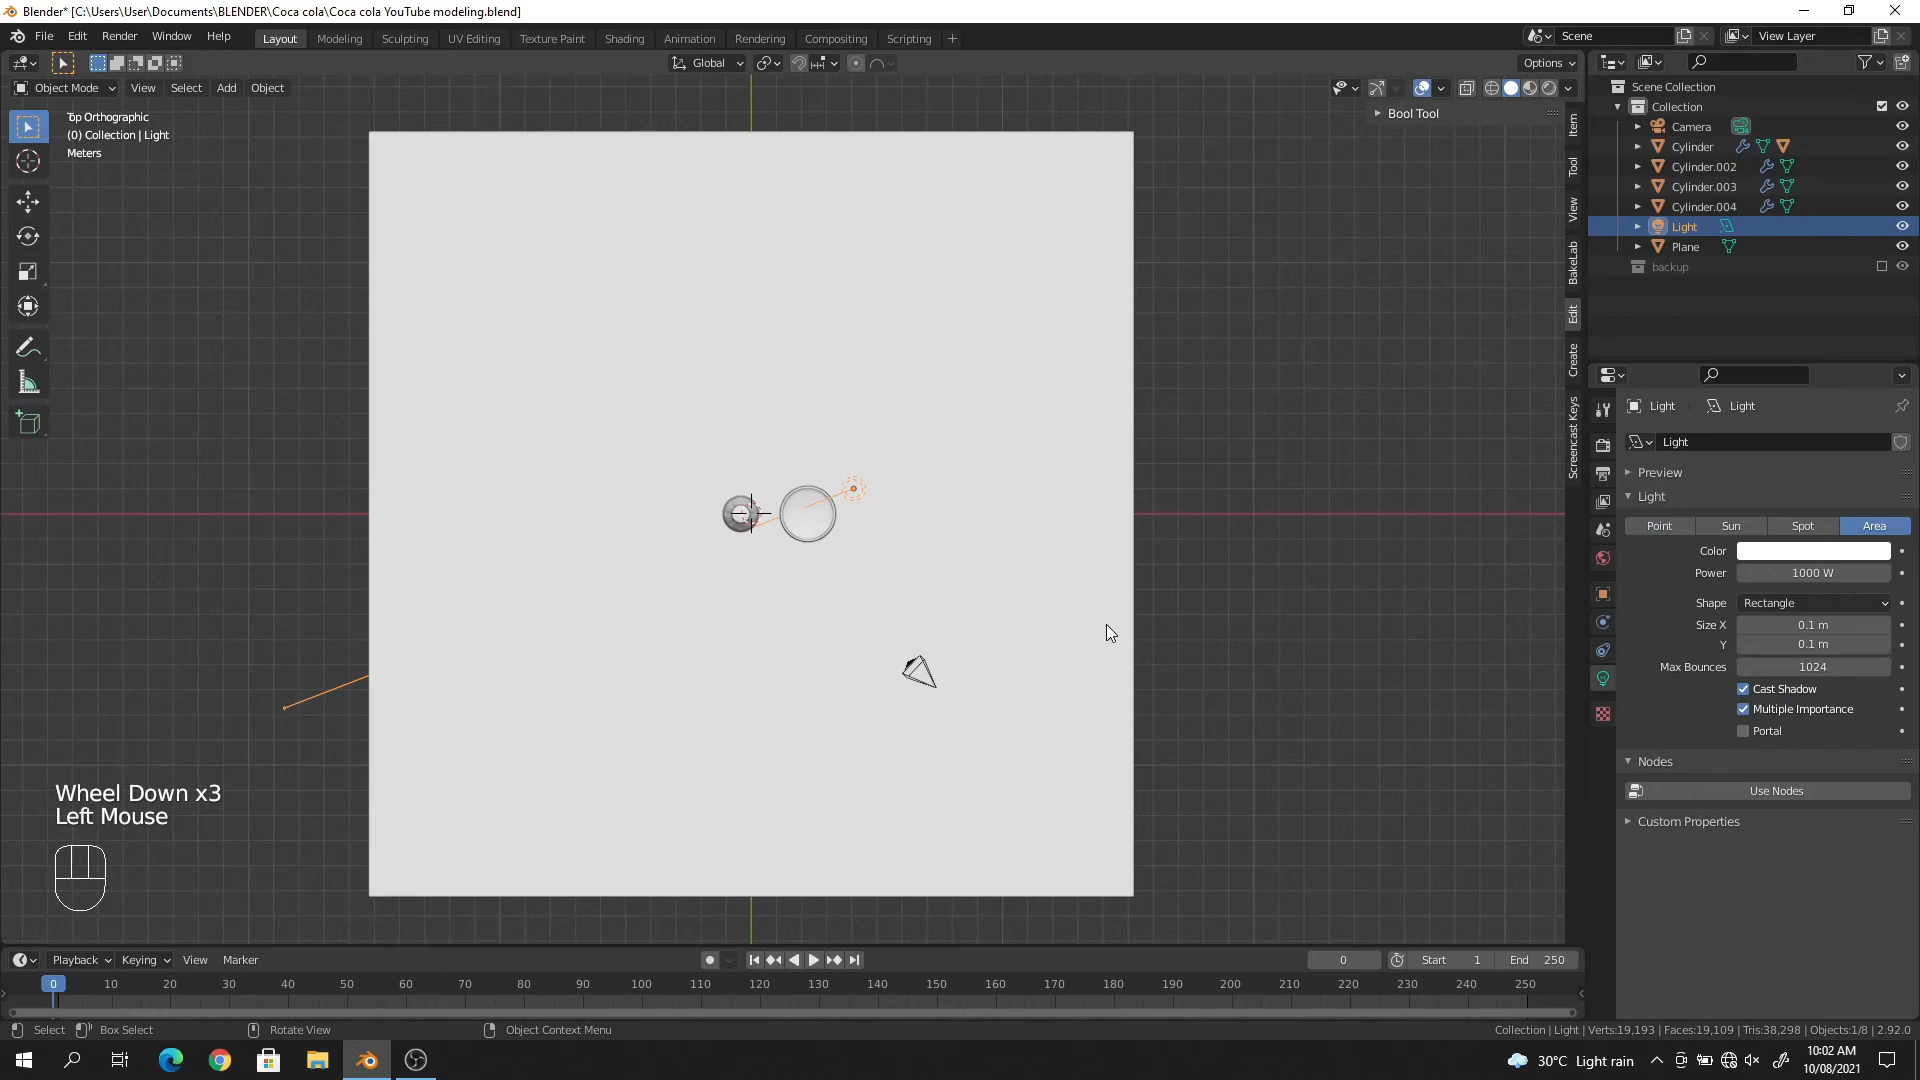 Blender* [C:\Users\User\Documents\BLENDER\Coca cola\Coca cola YouTube modeling.blend]
File Edit Render Window Help
Layout Modeling Sculpting UV Editing Texture Paint Shading Animation Rendering Compositing Scripting
Scene
View Layer
Global
Options
Object Mode View Select Add Object
Top Orthographic
(0) Collection | Light
Meters
Bool Tool
Item
Tool
View
BakeLab
Edit
Create
Screencast Keys
Scene Collection
Collection
Camera
Cylinder
Cylinder.002
Cylinder.003
Cylinder.004
Light
Plane
backup
Light Light
Light
Preview
Light
Point Sun Spot Area
Color
Power 1000 W
Shape Rectangle
Size X 0.1 m
Y 0.1 m
Max Bounces 1024
Cast Shadow
Multiple Importance
Portal
Nodes
Use Nodes
Custom Properties
Wheel Down x3
Left Mouse
Playback Keying View Marker
0
Start 1 End 250
0 10 20 30 40 50 60 70 80 90 100 110 120 130 140 150 160 170 180 190 200 210 220 230 240 250
Select Box Select Rotate View Object Context Menu
Collection | Light | Verts:19,193 | Faces:19,109 | Tris:38,298 | Objects:1/8 | 2.92.0
30°C Light rain
10:02 AM
10/08/2021